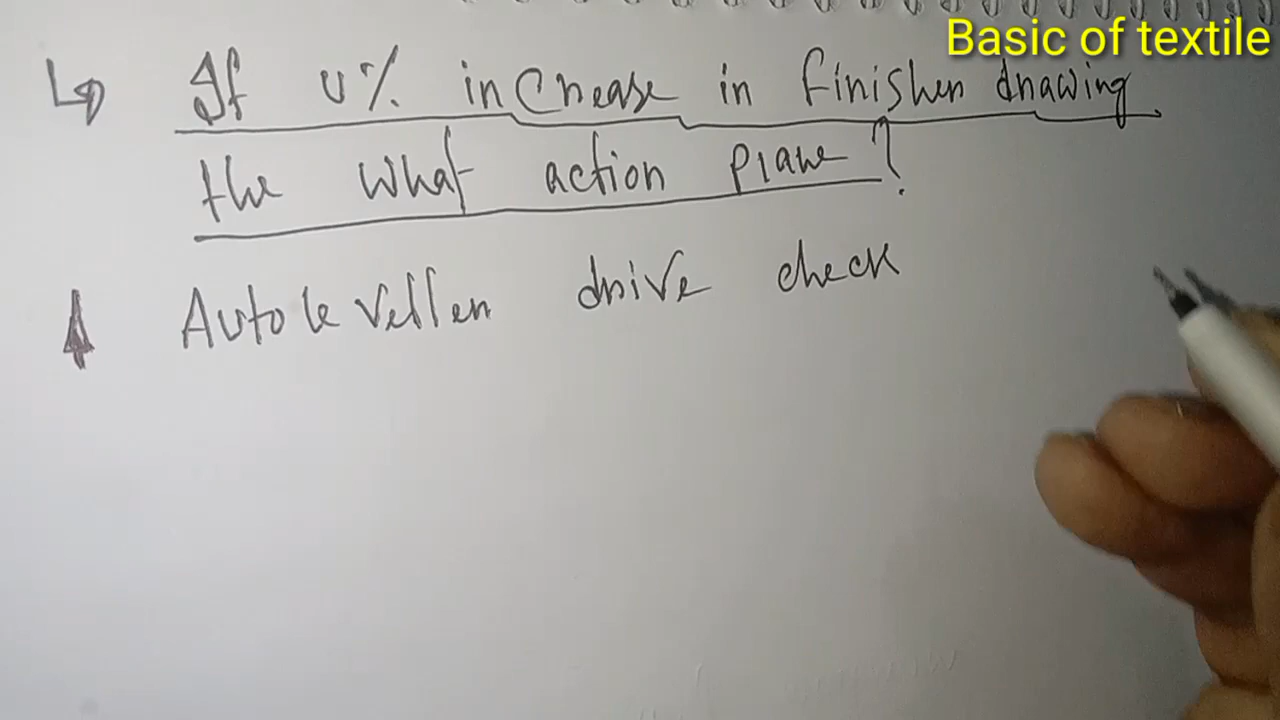 Basic of textile
If U% increase in finisher drawing
the what action plane?
Autoleveller drive check